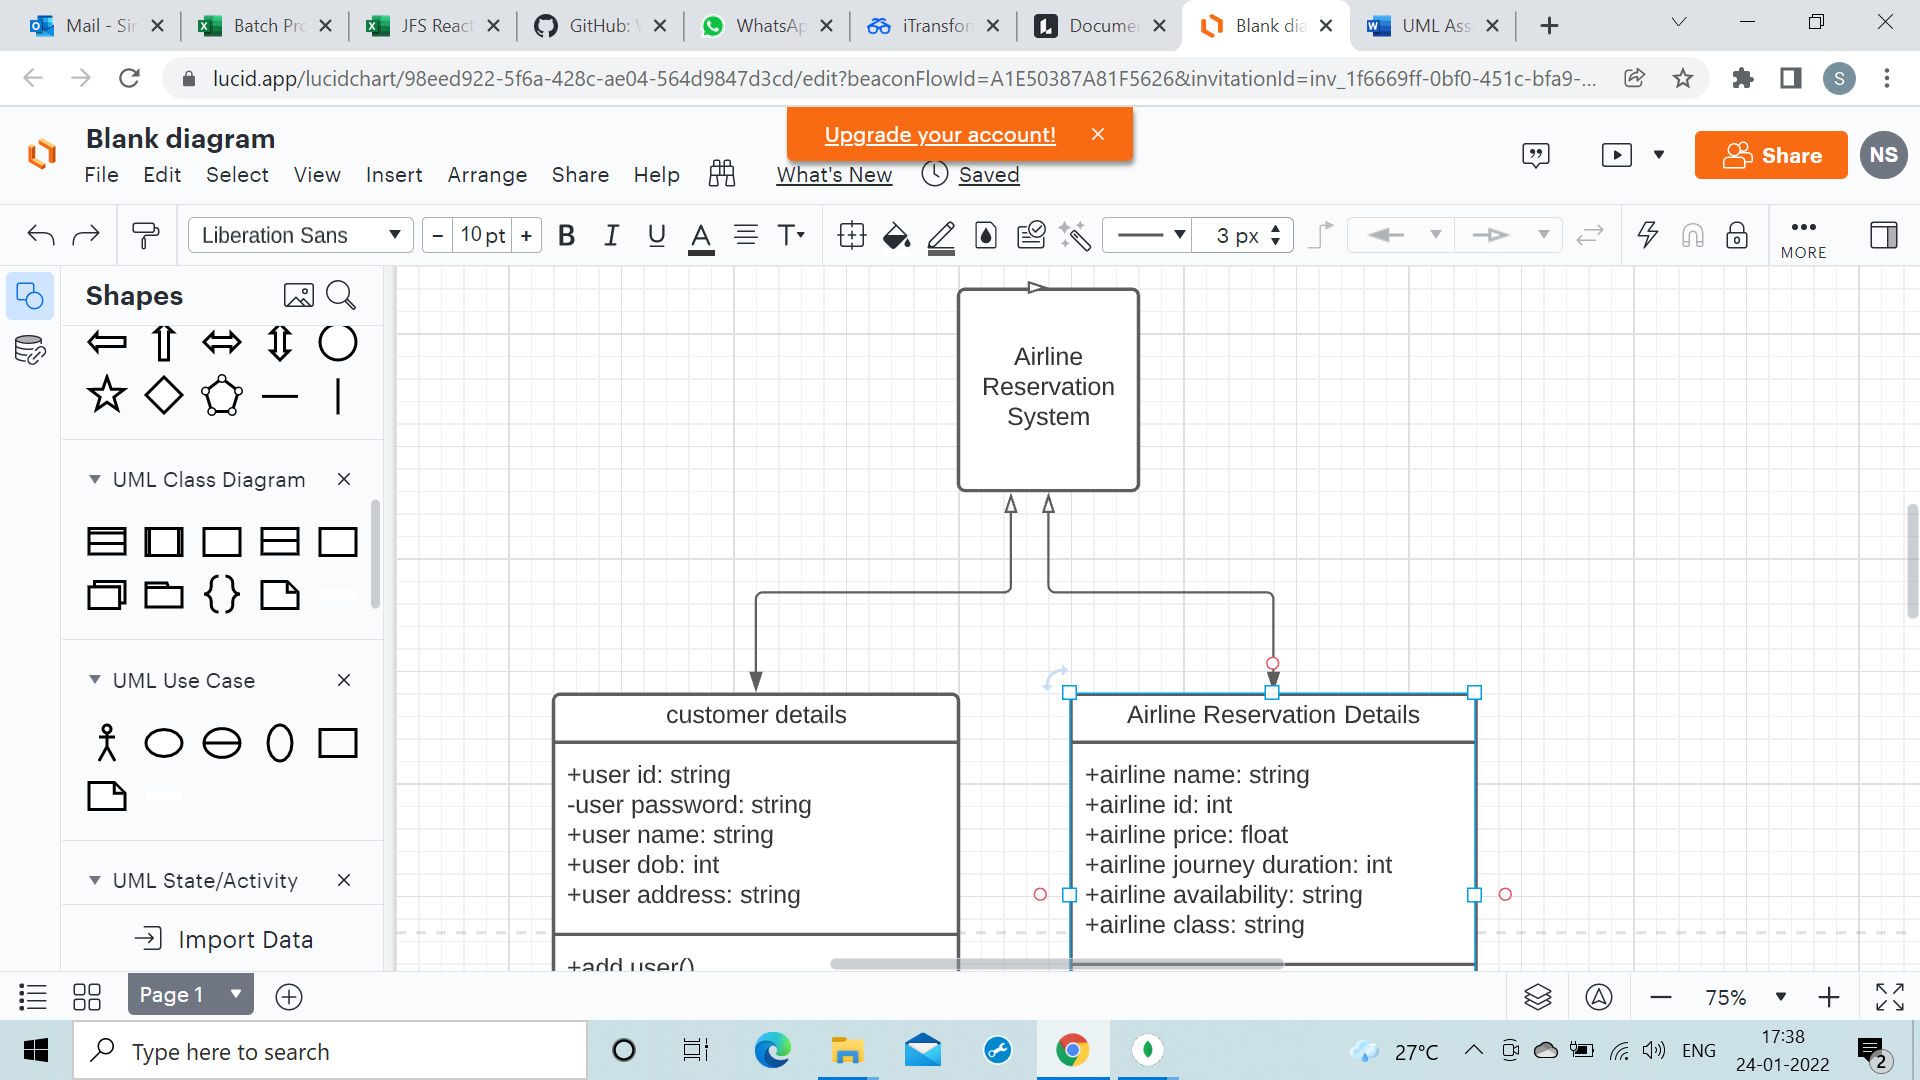 Mail - Sir
Batch Pro
JFS React
GitHub: 
WhatsAp
iTransfor
Docume
Blank dia
UML Ass
lucid.app/lucidchart/98eed922-5f6a-428c-ae04-564d9847d3cd/edit?beaconFlowId=A1E50387A81F5626&invitationId=inv_1f6669ff-0bf0-451c-bfa9-...
S
Blank diagram
Upgrade your account!
File Edit Select View Insert Arrange Share Help What's New Saved
Share
NS
Liberation Sans
- 10 pt +
B I U A T
3 px
MORE
Shapes
UML Class Diagram
UML Use Case
UML State/Activity
Import Data
Airline
Reservation
System
customer details
+user id: string
-user password: string
+user name: string
+user dob: int
+user address: string
+add user()
Airline Reservation Details
+airline name: string
+airline id: int
+airline price: float
+airline journey duration: int
+airline availability: string
+airline class: string
Page 1
75%
Type here to search
27°C
ENG
17:38
24-01-2022
2